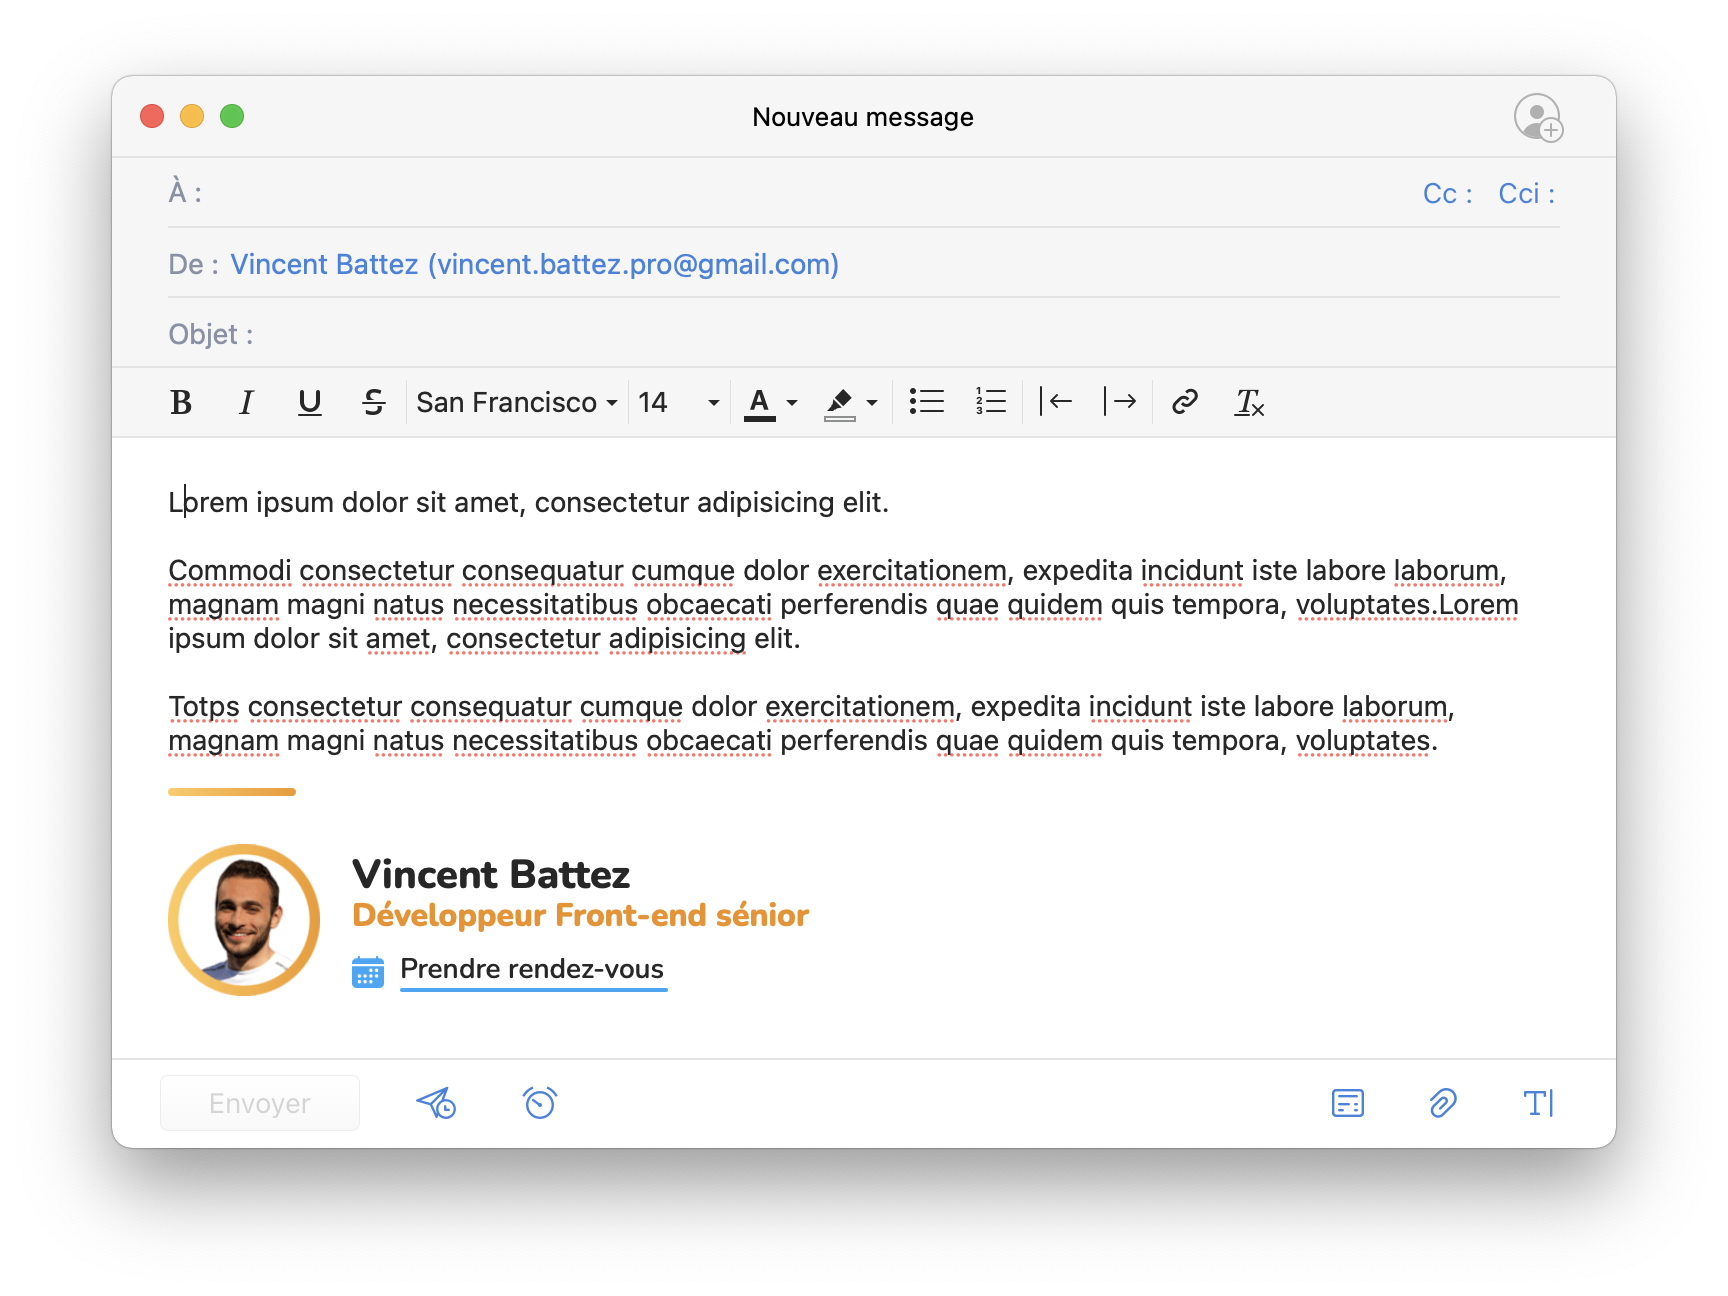 Nouveau message
À :
Cc : Cci :
De : Vincent Battez (vincent.battez.pro@gmail.com)
Objet :
B I U S San Francisco 14 A Tx
Lorem ipsum dolor sit amet, consectetur adipisicing elit.
Commodi consectetur consequatur cumque dolor exercitationem, expedita incidunt iste labore laborum,
magnam magni natus necessitatibus obcaecati perferendis quae quidem quis tempora, voluptates.Lorem
ipsum dolor sit amet, consectetur adipisicing elit.
Totps consectetur consequatur cumque dolor exercitationem, expedita incidunt iste labore laborum,
magnam magni natus necessitatibus obcaecati perferendis quae quidem quis tempora, voluptates.
Vincent Battez
Développeur Front-end sénior
Prendre rendez-vous
Envoyer